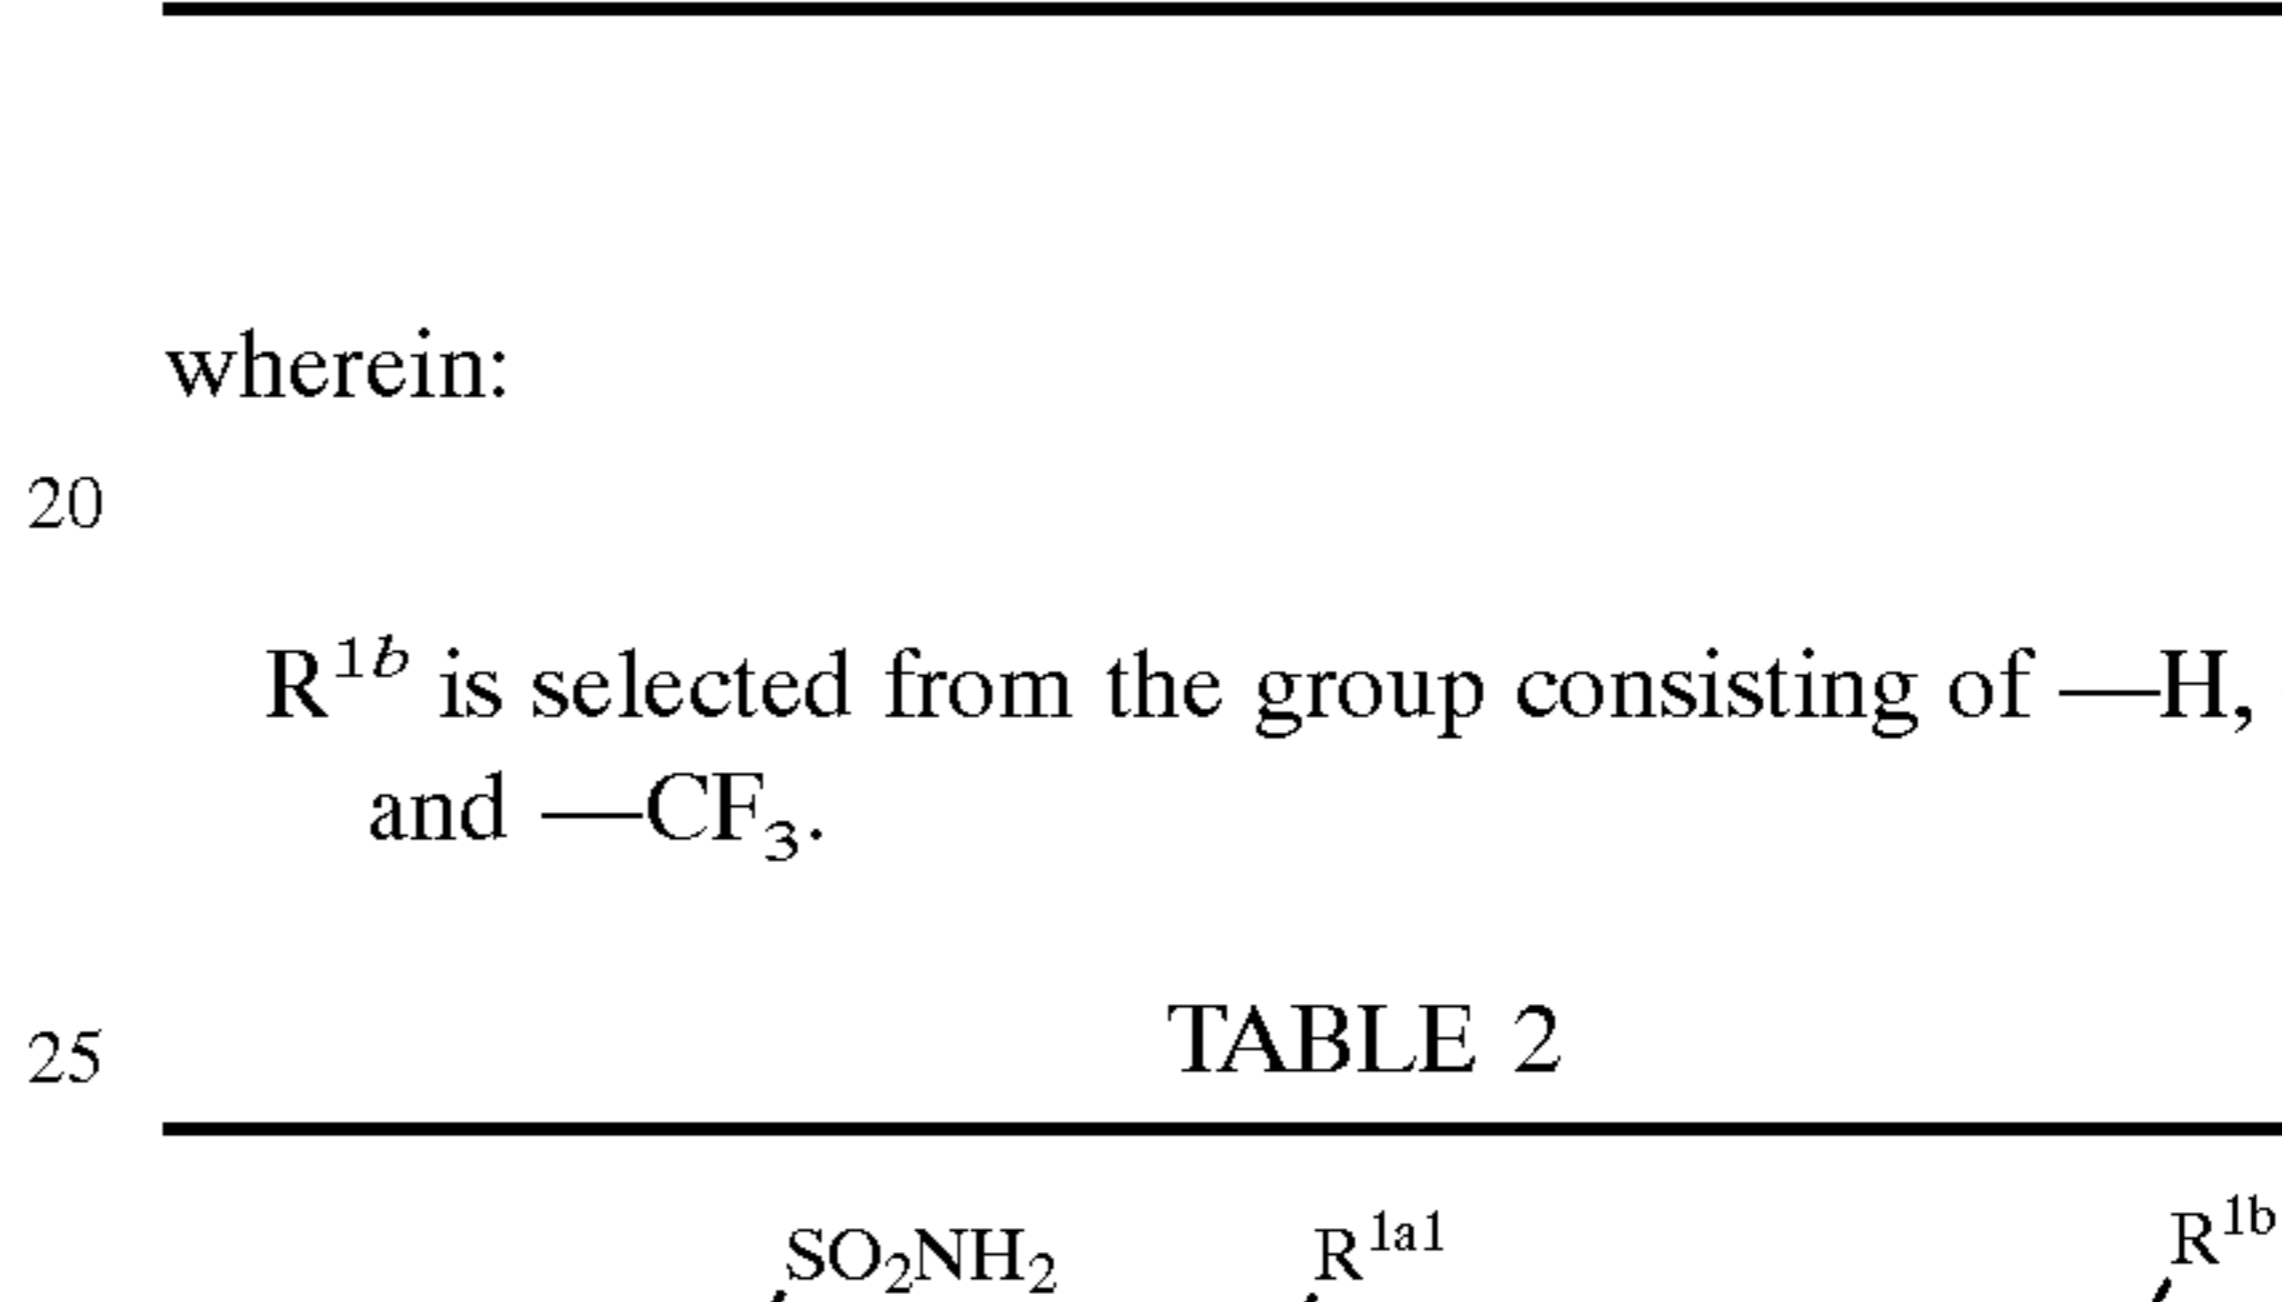 wherein:
20
R^{1b} is selected from the group consisting of —H,
and —CF₃.
TABLE 2
25
SO₂NH₂ R^{1a1} R^{1b}